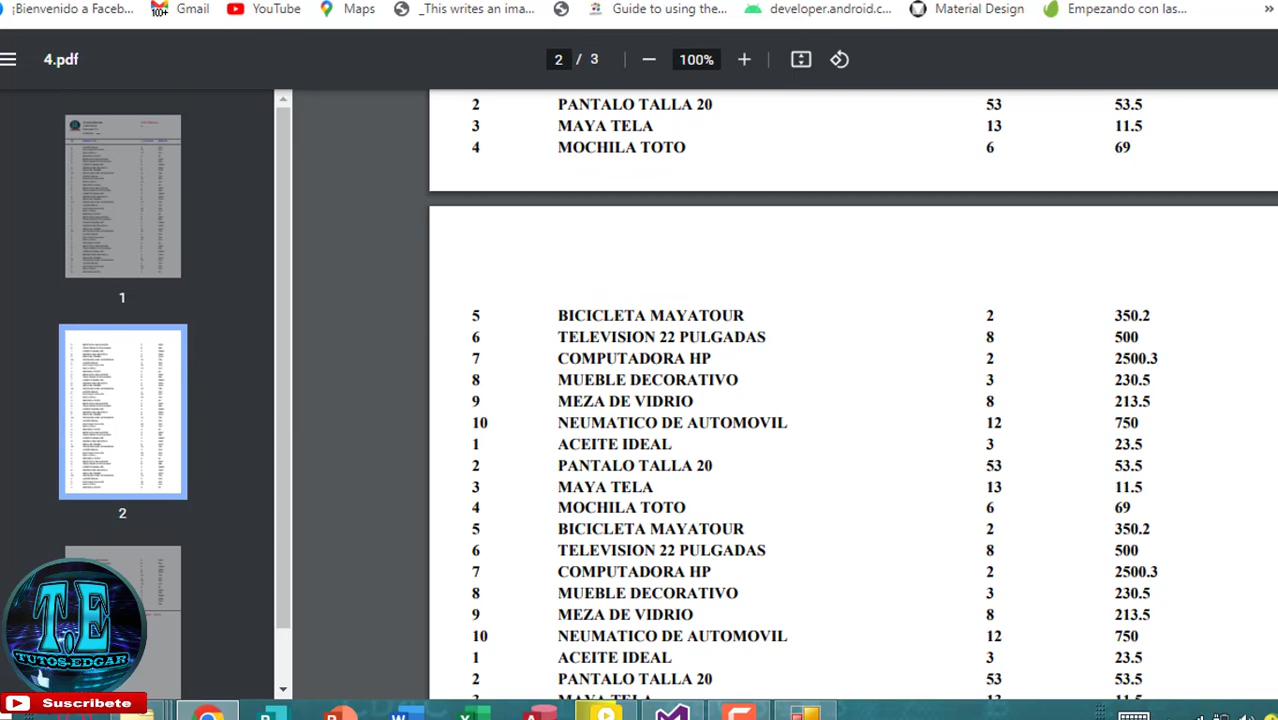 ¡Bienvenido a Faceb...
100+
Gmail
YouTube
Maps
_This writes an ima...
Guide to using the...
developer.android.c...
Material Design
Empezando con las...
»
4.pdf
2 / 3
100%
2 PANTALO TALLA 20 53 53.5
3 MAYA TELA 13 11.5
4 MOCHILA TOTO 6 69
5 BICICLETA MAYATOUR 2 350.2
6 TELEVISION 22 PULGADAS 8 500
7 COMPUTADORA HP 2 2500.3
8 MUEBLE DECORATIVO 3 230.5
9 MEZA DE VIDRIO 8 213.5
10 NEUMATICO DE AUTOMOVIL 12 750
1 ACEITE IDEAL 3 23.5
2 PANTALO TALLA 20 53 53.5
3 MAYA TELA 13 11.5
4 MOCHILA TOTO 6 69
5 BICICLETA MAYATOUR 2 350.2
6 TELEVISION 22 PULGADAS 8 500
7 COMPUTADORA HP 2 2500.3
8 MUEBLE DECORATIVO 3 230.5
9 MEZA DE VIDRIO 8 213.5
10 NEUMATICO DE AUTOMOVIL 12 750
1 ACEITE IDEAL 3 23.5
2 PANTALO TALLA 20 53 53.5
3 MAYA TELA 13 11.5
1
2
T.E
TUTOS-EDGAR
Suscribete